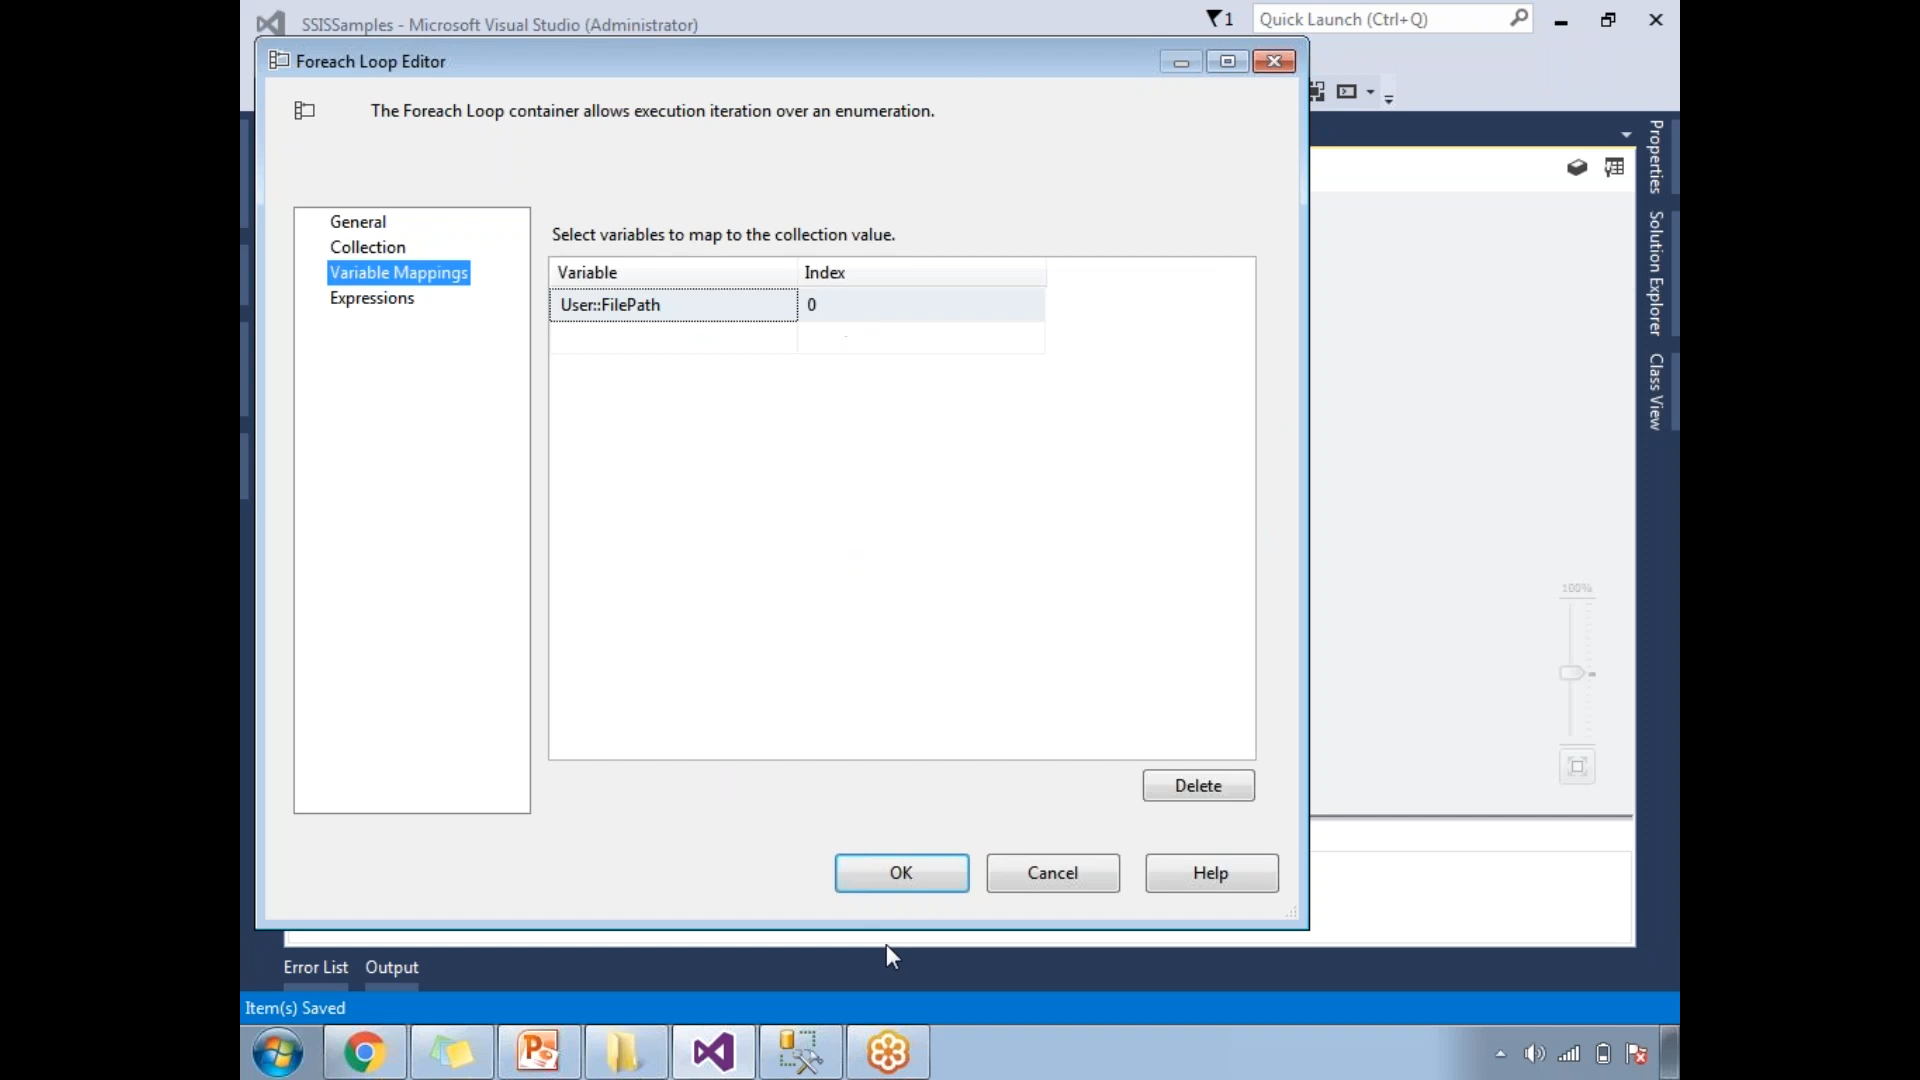 SSISSamples - Microsoft Visual Studio (Administrator)
1
Quick Launch (Ctrl+Q)
Foreach Loop Editor
The Foreach Loop container allows execution iteration over an enumeration.
General
Collection
Variable Mappings
Expressions
Select variables to map to the collection value.
Variable Index
User::FilePath 0
Delete
OK Cancel Help
Properties
Solution Explorer
Class View
100%
Error List Output
Item(s) Saved